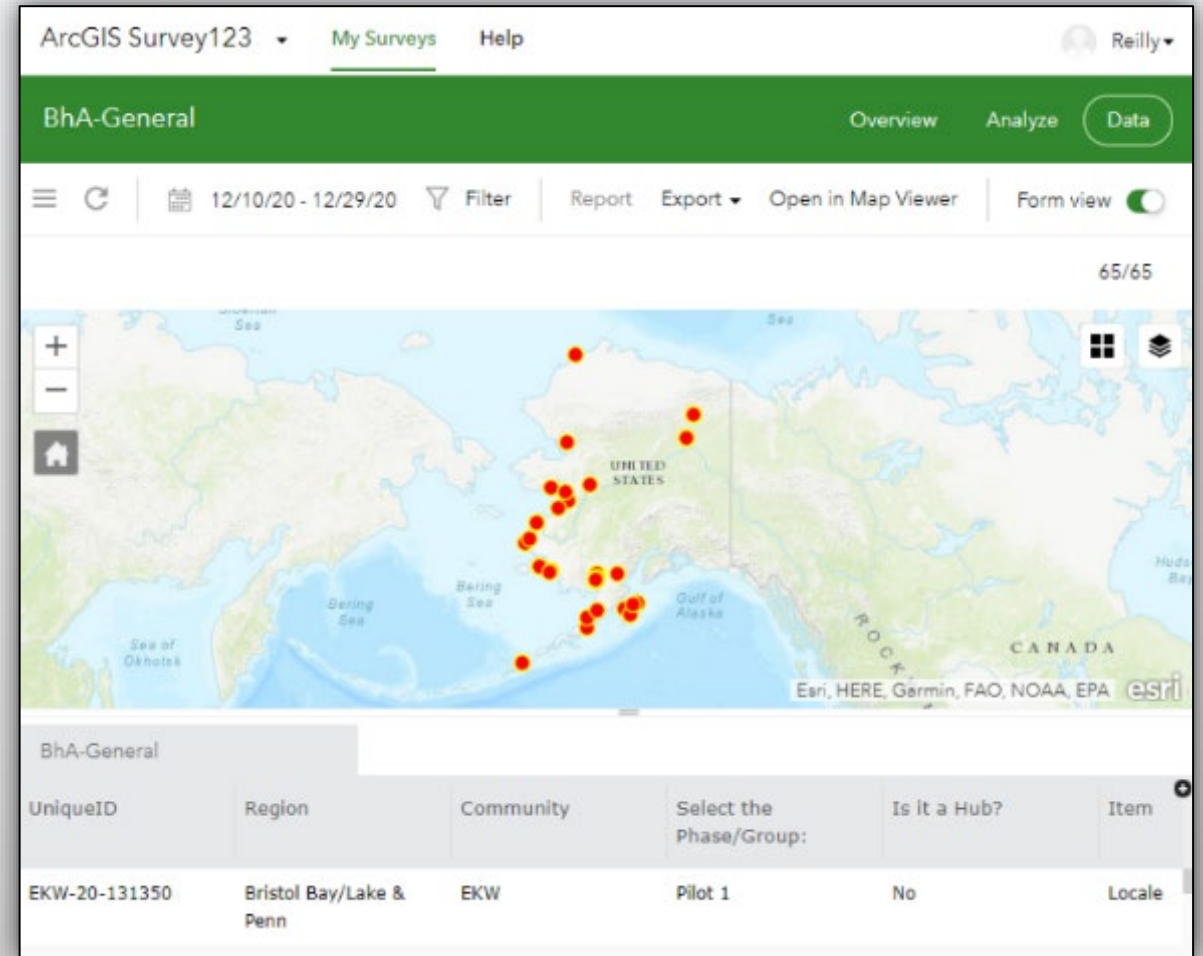 ArcGIS Survey123 My Surveys Help Reilly
BhA-General Overview Analyze Data
12/10/20 - 12/29/20 Filter Report Export Open in Map Viewer Form view
65/65
Sea
Sea
UNITED
STATES
Bering
Sea
Gulf of
Alaska
Bering
Sea
Sea of
Okhotsk
ROCK
CANADA
Esri, HERE, Garmin, FAO, NOAA, EPA esri
BhA-General
UniqueID Region Community Select the Phase/Group: Is it a Hub? Item
EKW-20-131350 Bristol Bay/Lake & Penn EKW Pilot 1 No Locale